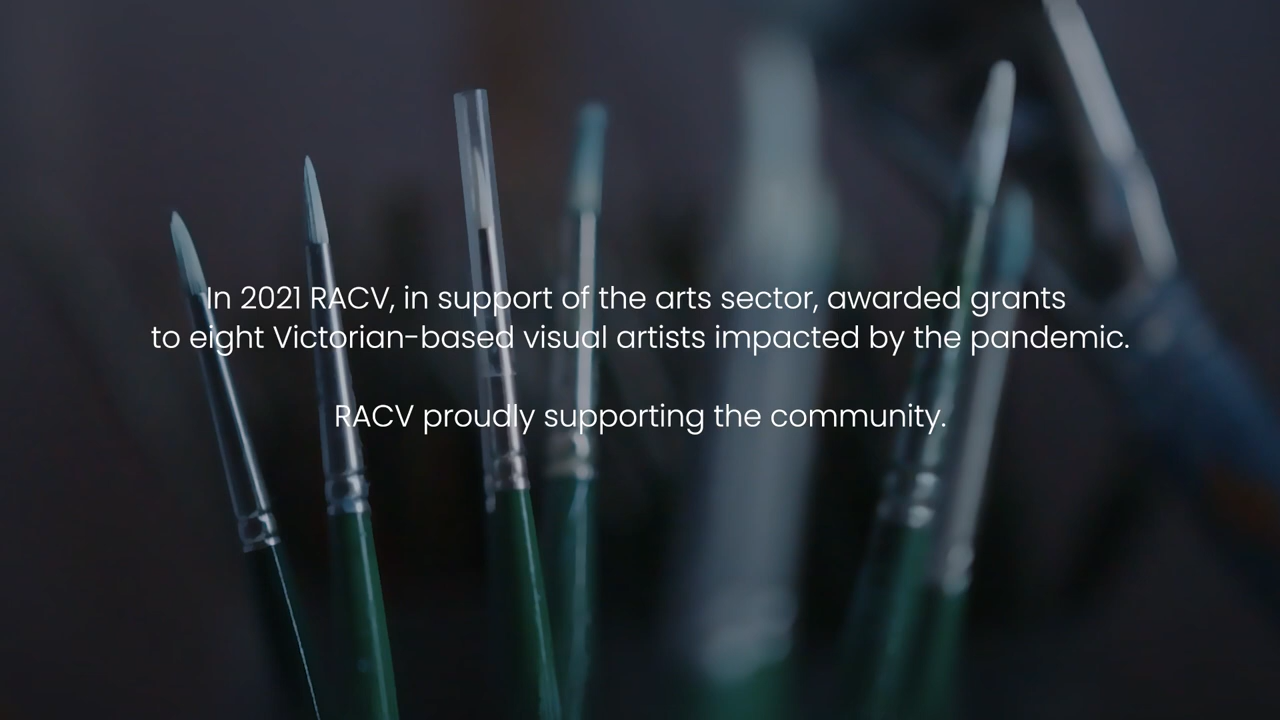 In 2021 RACV, in support of the arts sector, awarded grants
to eight Victorian-based visual artists impacted by the pandemic.
RACV proudly supporting the community.